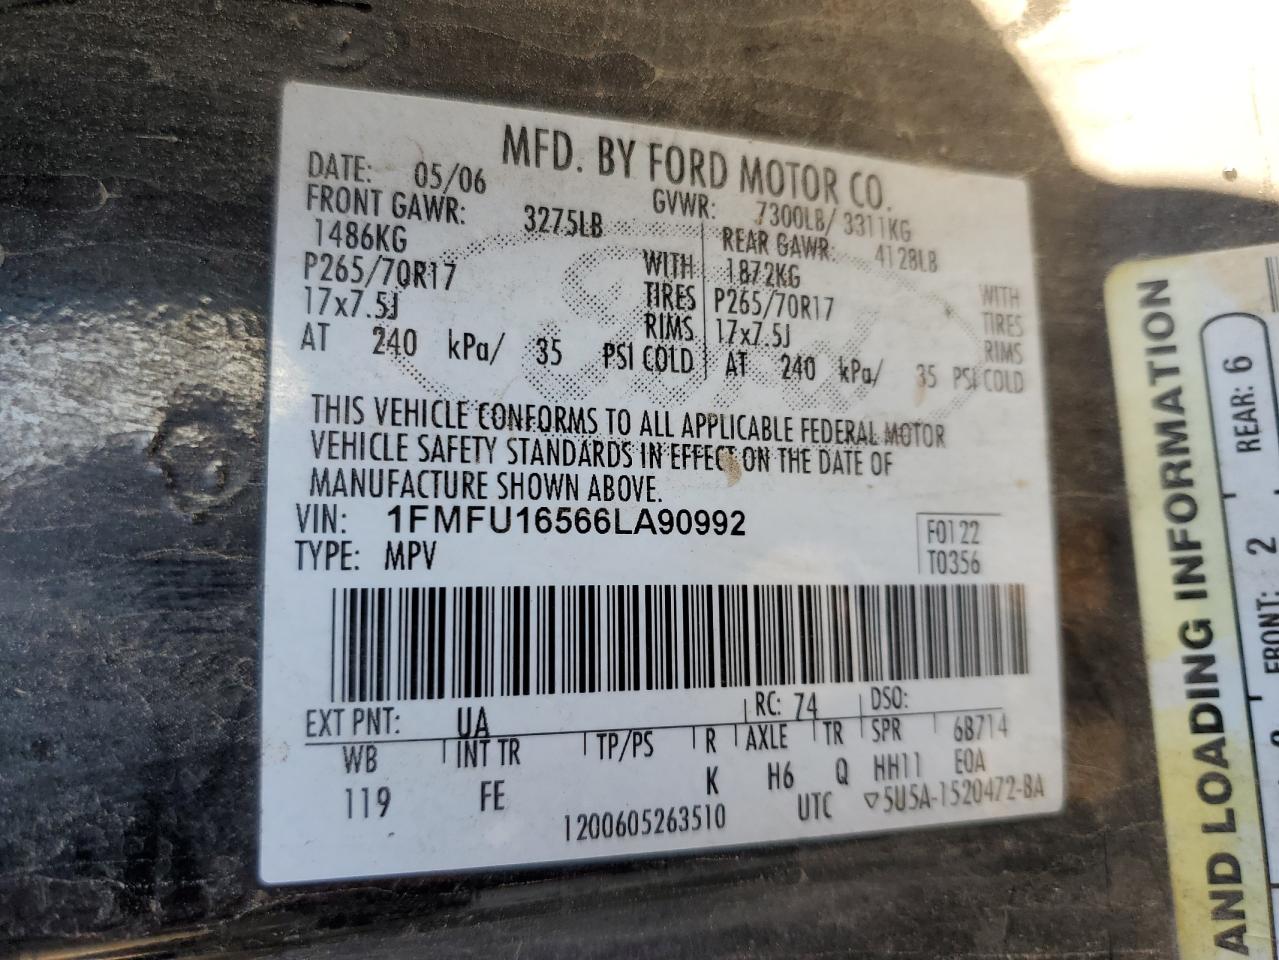 MFD. BY FORD MOTOR CO.
DATE: 05/06 GVWR: 7300LB/ 3311KG
FRONT GAWR: 3275LB REAR GAWR: 4128LB
1486KG WITH 1872KG WITH
P265/70R17 TIRES P265/70R17 TIRES
17x7.5J RIMS 17x7.5J RIMS
AT 240 kPa/ 35 PSI COLD AT 240 kPa/ 35 PSI COLD
THIS VEHICLE CONFORMS TO ALL APPLICABLE FEDERAL MOTOR
VEHICLE SAFETY STANDARDS IN EFFECT ON THE DATE OF
MANUFACTURE SHOWN ABOVE.
VIN: 1FMFU16566LA90992 F0122
TYPE: MPV T0356
EXT PNT: UA RC: 74 DSO:
WB INT TR TP/PS R AXLE TR SPR 6B714
119 FE K H6 Q HH11 E0A
1200605263510 UTC ▽5U5A-1520472-BA
AND LOADING INFORMATION
FRONT: 2 REAR: 6